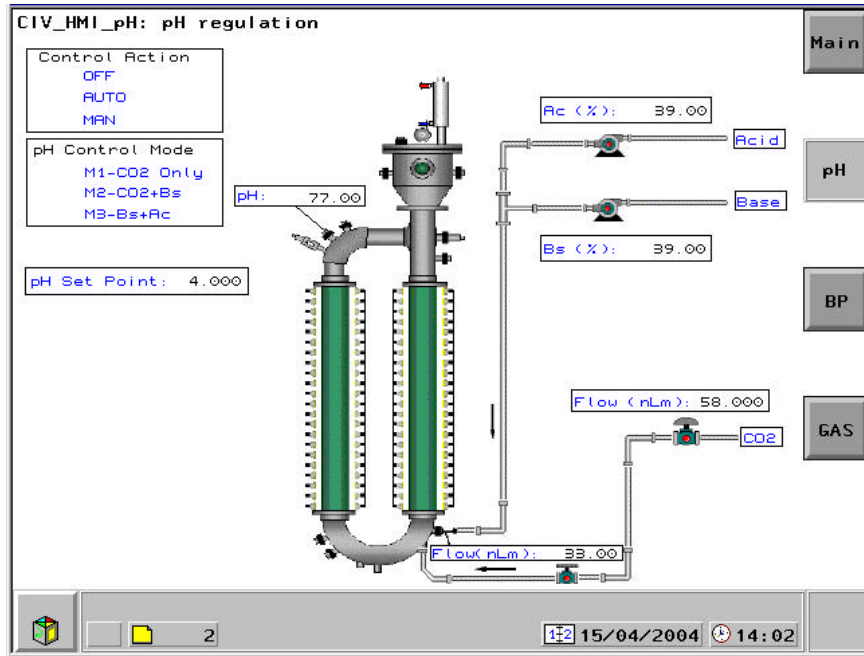 CIV_HMI_pH: pH regulation
Main
Control Action
OFF
AUTO
MAN
Ac (%): 39.00
Acid
pH Control Mode
M1-CO2 Only
M2-CO2+Bs
M3-Bs+Ac
pH
pH: 77.00
Base
Bs (%): 39.00
pH Set Point: 4.000
BP
Flow (nLm): 58.000
CO2
GAS
Flow(nLm): 33.00
2
1 2 15/04/2004
14:02